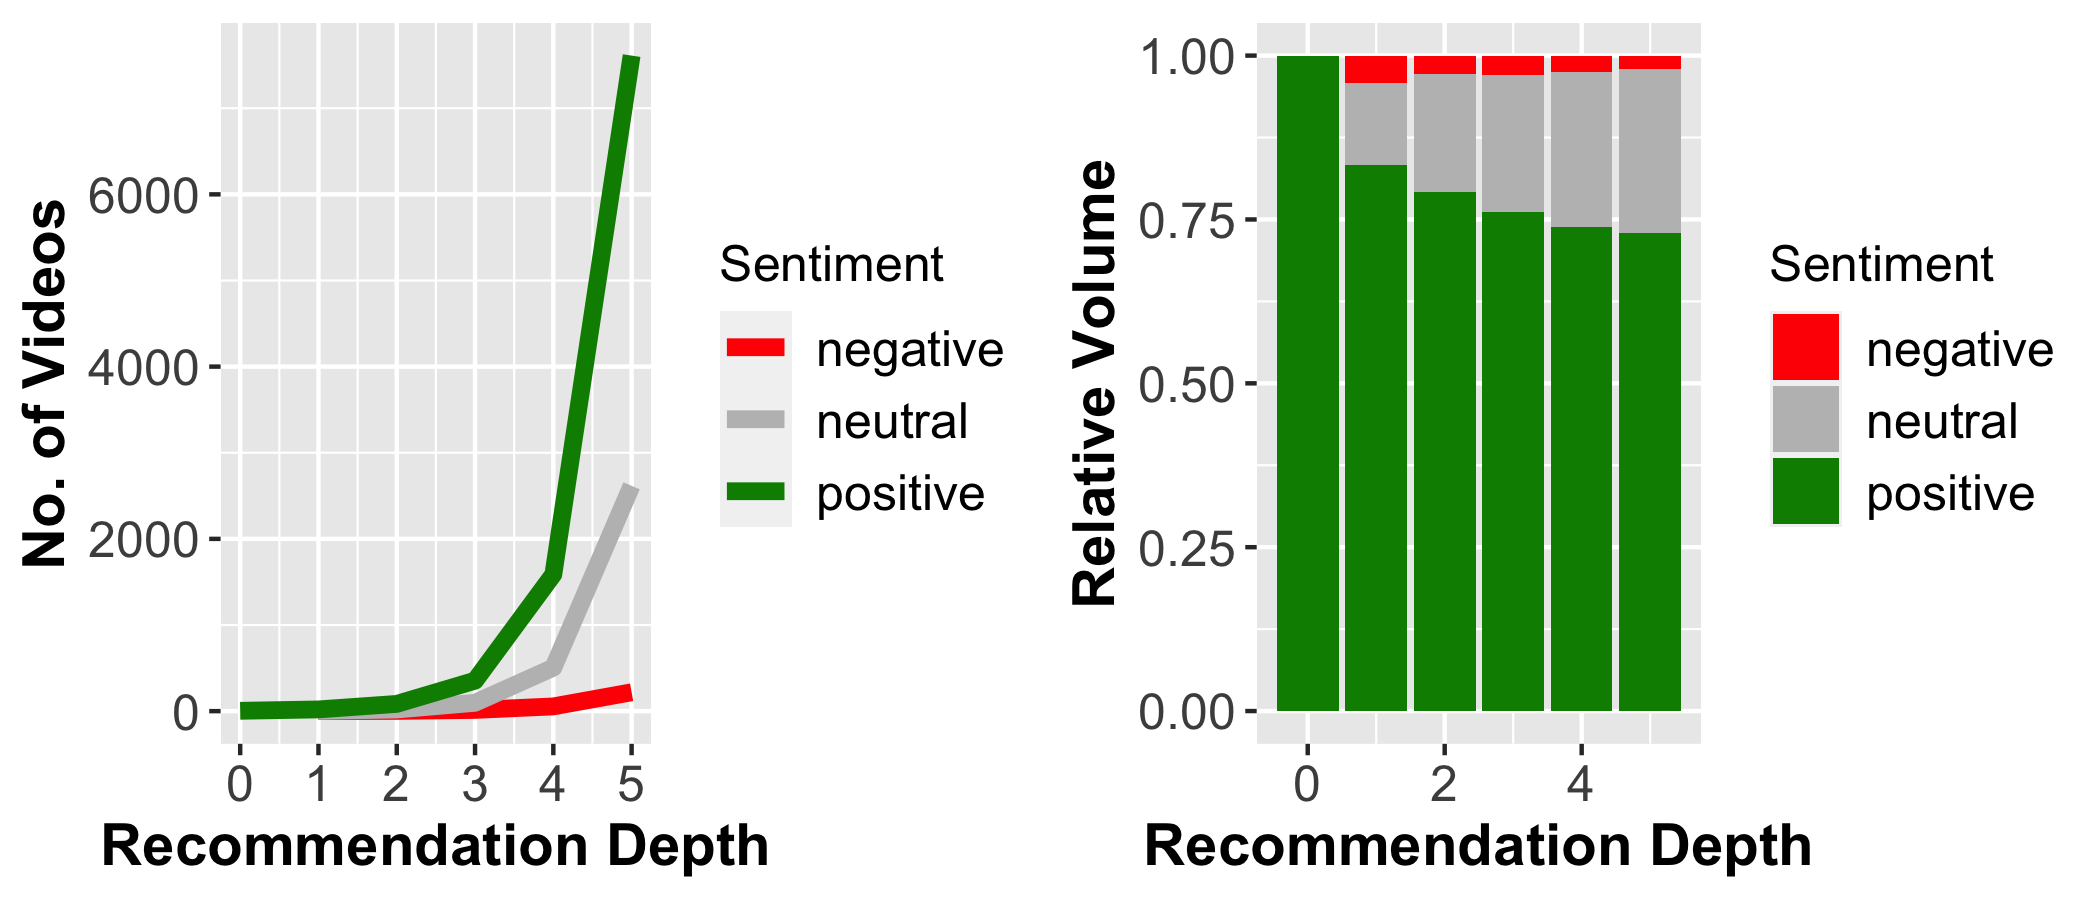 No. of Videos
6000
4000
2000
0
0 1 2 3 4 5
Recommendation Depth
Sentiment
negative
neutral
positive
Relative Volume
1.00
0.75
0.50
0.25
0.00
0 2 4
Recommendation Depth
Sentiment
negative
neutral
positive